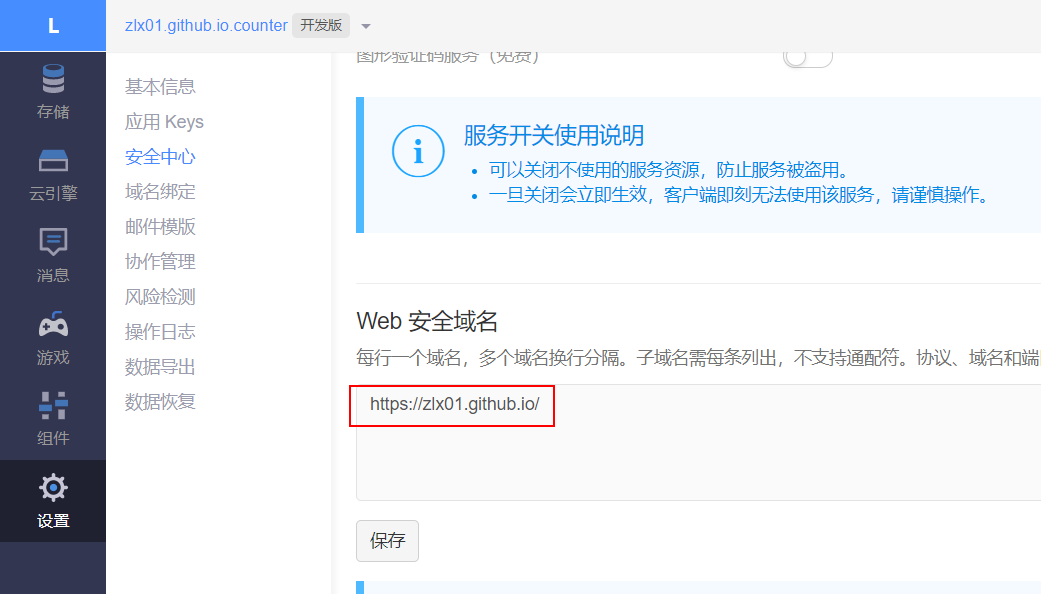 L
zlx01.github.io.counter 开发版
存储
云引擎
消息
游戏
组件
设置
基本信息
应用 Keys
安全中心
域名绑定
邮件模版
协作管理
风险检测
操作日志
数据导出
数据恢复
图形验证码服务（免费）
服务开关使用说明
可以关闭不使用的服务资源，防止服务被盗用。
一旦关闭会立即生效，客户端即刻无法使用该服务，请谨慎操作。
Web 安全域名
每行一个域名，多个域名换行分隔。子域名需每条列出，不支持通配符。协议、域名和端
https://zlx01.github.io/
保存